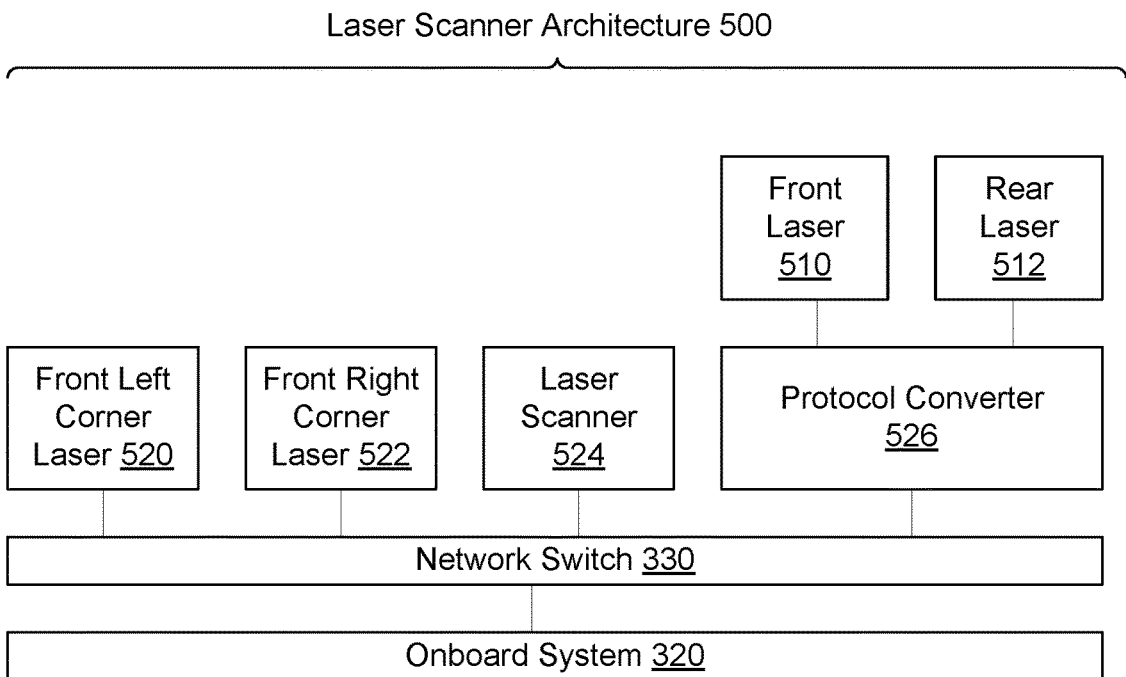 Laser Scanner Architecture 500
Front
Laser
510
Rear
Laser
512
Front Left
Corner
Laser 520
Front Right
Corner
Laser 522
Laser
Scanner
524
Protocol Converter
526
Network Switch 330
Onboard System 320